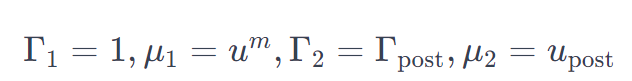 Γ₁ = 1, μ₁ = uᵐ, Γ₂ = Γ_post, μ₂ = u_post